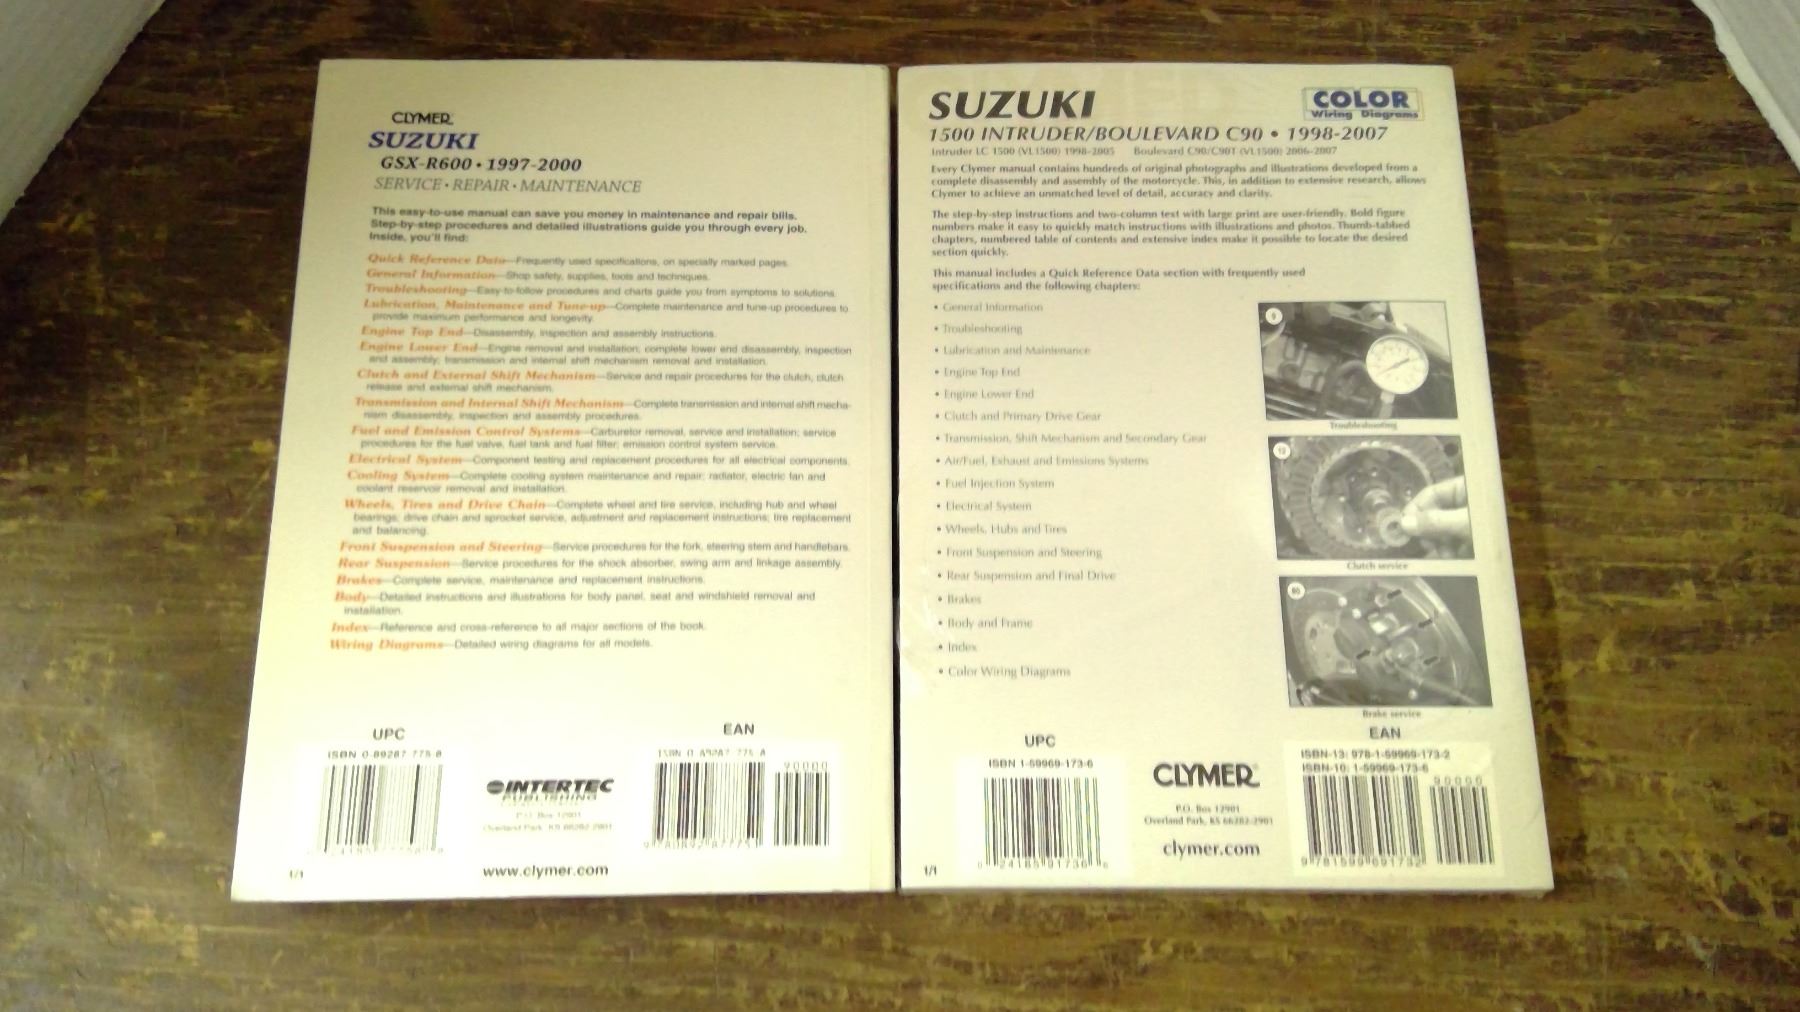 CLYMER
SUZUKI
GSX-R600 • 1997-2000
SERVICE • REPAIR • MAINTENANCE
This easy-to-use manual can save you money in maintenance and repair bills.
Step-by-step procedures and detailed illustrations guide you through every job.
Inside, you'll find:
Quick Reference Data—Frequently used specifications, on specially marked pages.
General Information—Shop safety, supplies, tools and techniques.
Troubleshooting—Easy-to-follow procedures and charts guide you from symptoms to solutions.
Lubrication, Maintenance and Tune-up—Complete maintenance and tune-up procedures to
provide maximum performance and longevity.
Engine Top End—Disassembly, inspection and assembly instructions.
Engine Lower End—Engine removal and installation; complete lower end disassembly, inspection
and assembly; transmission and internal shift mechanism removal and installation.
Clutch and External Shift Mechanism—Service and repair procedures for the clutch, clutch
release and external shift mechanism.
Transmission and Internal Shift Mechanism—Complete transmission and internal shift mecha-
nism disassembly, inspection and assembly procedures.
Fuel and Emission Control Systems—Carburetor removal, service and installation; service
procedures for the fuel valve, fuel tank and fuel filter; emission control system service.
Electrical System—Component testing and replacement procedures for all electrical components.
Cooling System—Complete cooling system maintenance and repair; radiator, electric fan and
coolant reservoir removal and installation.
Wheels, Tires and Drive Chain—Complete wheel and tire service, including hub and wheel
bearings; drive chain and sprocket service, adjustment and replacement instructions; tire replacement
and balancing.
Front Suspension and Steering—Service procedures for the fork, steering stem and handlebars.
Rear Suspension—Service procedures for the shock absorber, swing arm and linkage assembly.
Brakes—Complete service, maintenance and replacement instructions.
Body—Detailed instructions and illustrations for body panel, seat and windshield removal and
installation.
Index—Reference and cross-reference to all major sections of the book.
Wiring Diagrams—Detailed wiring diagrams for all models.
UPC
ISBN 0-89287-775-8
INTERTEC
PUBLISHING
P.O. Box 12901
Overland Park, KS 66282-2901
EAN
90000
1/1
www.clymer.com
SUZUKI
COLOR
Wiring Diagrams
1500 INTRUDER/BOULEVARD C90 • 1998-2007
Intruder LC 1500 (VL1500) 1998-2005 Boulevard C90/C90T (VL1500) 2006-2007
Every Clymer manual contains hundreds of original photographs and illustrations developed from a
complete disassembly and assembly of the motorcycle. This, in addition to extensive research, allows
Clymer to achieve an unmatched level of detail, accuracy and clarity.
The step-by-step instructions and two-column text with large print are user-friendly. Bold figure
numbers make it easy to quickly match instructions with illustrations and photos. Thumb-tabbed
chapters, numbered table of contents and extensive index make it possible to locate the desired
section quickly.
This manual includes a Quick Reference Data section with frequently used
specifications and the following chapters:
• General Information
• Troubleshooting
• Lubrication and Maintenance
• Engine Top End
• Engine Lower End
• Clutch and Primary Drive Gear
• Transmission, Shift Mechanism and Secondary Gear
• Air/Fuel, Exhaust and Emissions Systems
• Fuel Injection System
• Electrical System
• Wheels, Hubs and Tires
• Front Suspension and Steering
• Rear Suspension and Final Drive
• Brakes
• Body and Frame
• Index
• Color Wiring Diagrams
Troubleshooting
Clutch service
Brake service
UPC
ISBN 1-59969-173-6
0 24185 91736 6
CLYMER
P.O. Box 12901
Overland Park, KS 66282-2901
clymer.com
EAN
ISBN-13: 978-1-59969-173-2
ISBN-10: 1-59969-173-6
90000
9 781599 691732
1/1